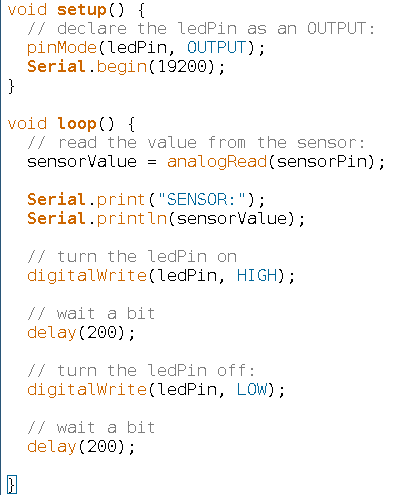 void setup() {
  // declare the ledPin as an OUTPUT:
  pinMode(ledPin, OUTPUT);
  Serial.begin(19200);
}

void loop() {
  // read the value from the sensor:
  sensorValue = analogRead(sensorPin);

  Serial.print("SENSOR:");
  Serial.println(sensorValue);

  // turn the ledPin on
  digitalWrite(ledPin, HIGH);

  // wait a bit
  delay(200);

  // turn the ledPin off:
  digitalWrite(ledPin, LOW);

  // wait a bit
  delay(200);

}